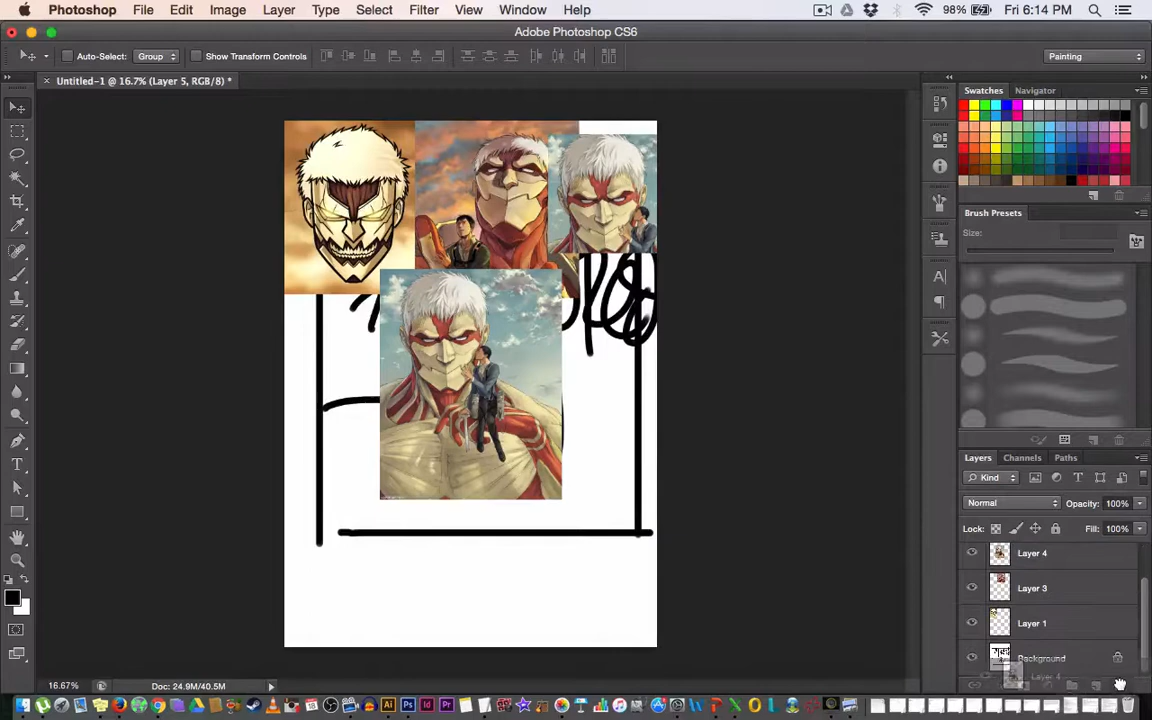 Photoshop File Edit Image Layer Type Select Filter View Window Help 98% Fri 6:14 PM
Adobe Photoshop CS6
Auto-Select: Group Show Transform Controls Painting
× Untitled-1 @ 16.7% (Layer 5, RGB/8) *
Swatches Navigator
Brush Presets
Size:
Layers Channels Paths
Kind
Normal Opacity: 100%
Lock: Fill: 100%
Layer 4
Layer 3
Layer 1
Background
Layer 4
16.67% Doc: 24.9M/40.5M